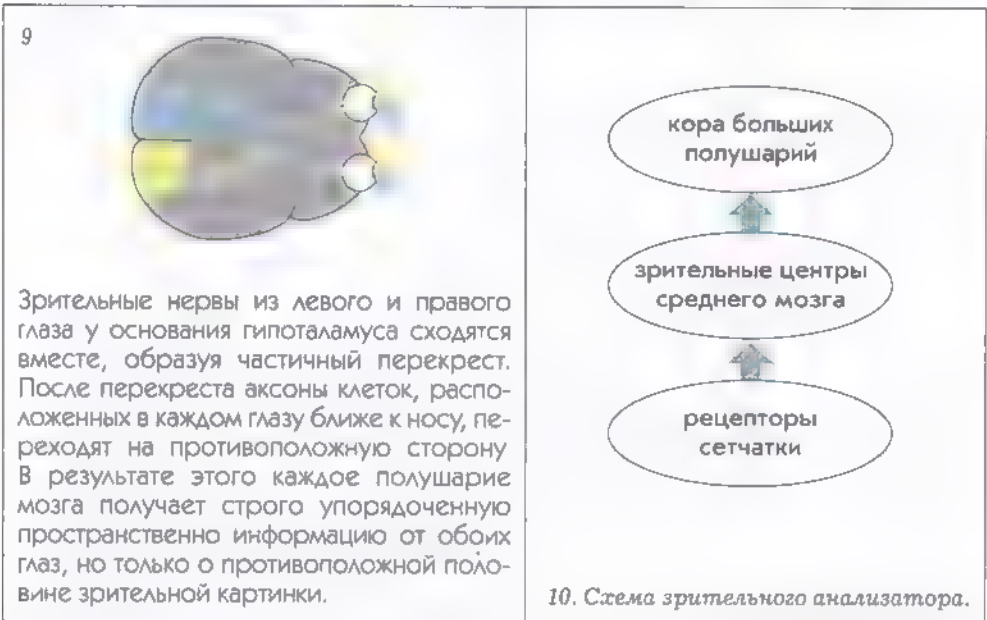 9
Зрительные нервы из левого и правого
глаза у основания гипоталамуса сходятся
вместе, образуя частичный перекрест.
После перекреста аксоны клеток, распо-
ложенных в каждом глазу ближе к носу, пе-
реходят на противоположную сторону
В результате этого каждое полушарие
мозга получает строго упорядоченную
пространственно информацию от обоих
глаз, но только о противоположной поло-
вине зрительной картинки.
кора больших
полушарий
зрительные центры
среднего мозга
рецепторы
сетчатки
10. Схема зрительного анализатора.